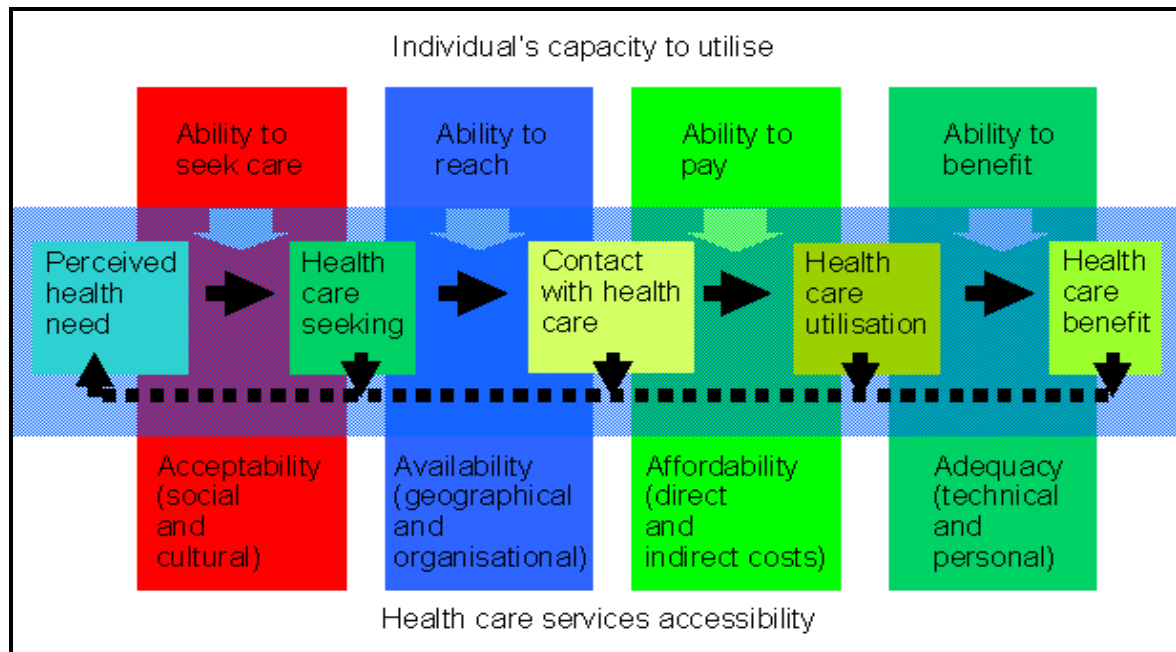 Individual's capacity to utilise
Ability to
seek care
Ability to
reach
Ability to
pay
Ability to
benefit
Perceived
health
need
Health
care
seeking
Contact
with health
care
Health
care
utilisation
Health
care
benefit
Acceptability
(social
and
cultural)
Availability
(geographical
and
organisational)
Affordability
(direct
and
indirect costs)
Adequacy
(technical
and
personal)
Health care services accessibility